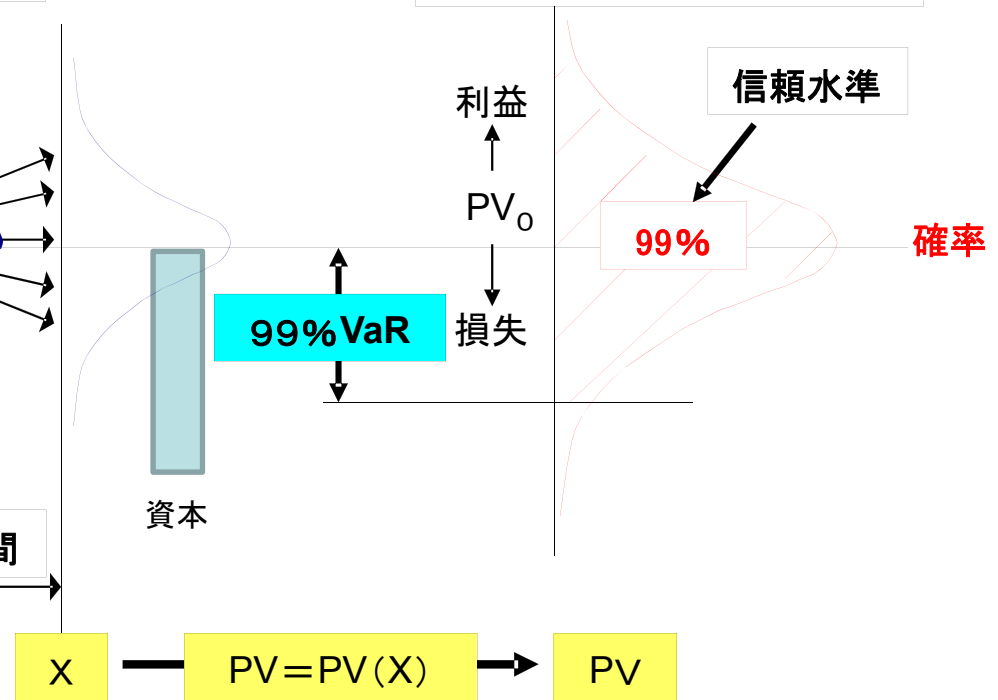 信頼水準
利益
PV₀
99%
確率
99%VaR
損失
資本
間
X
PV＝PV(X)
PV